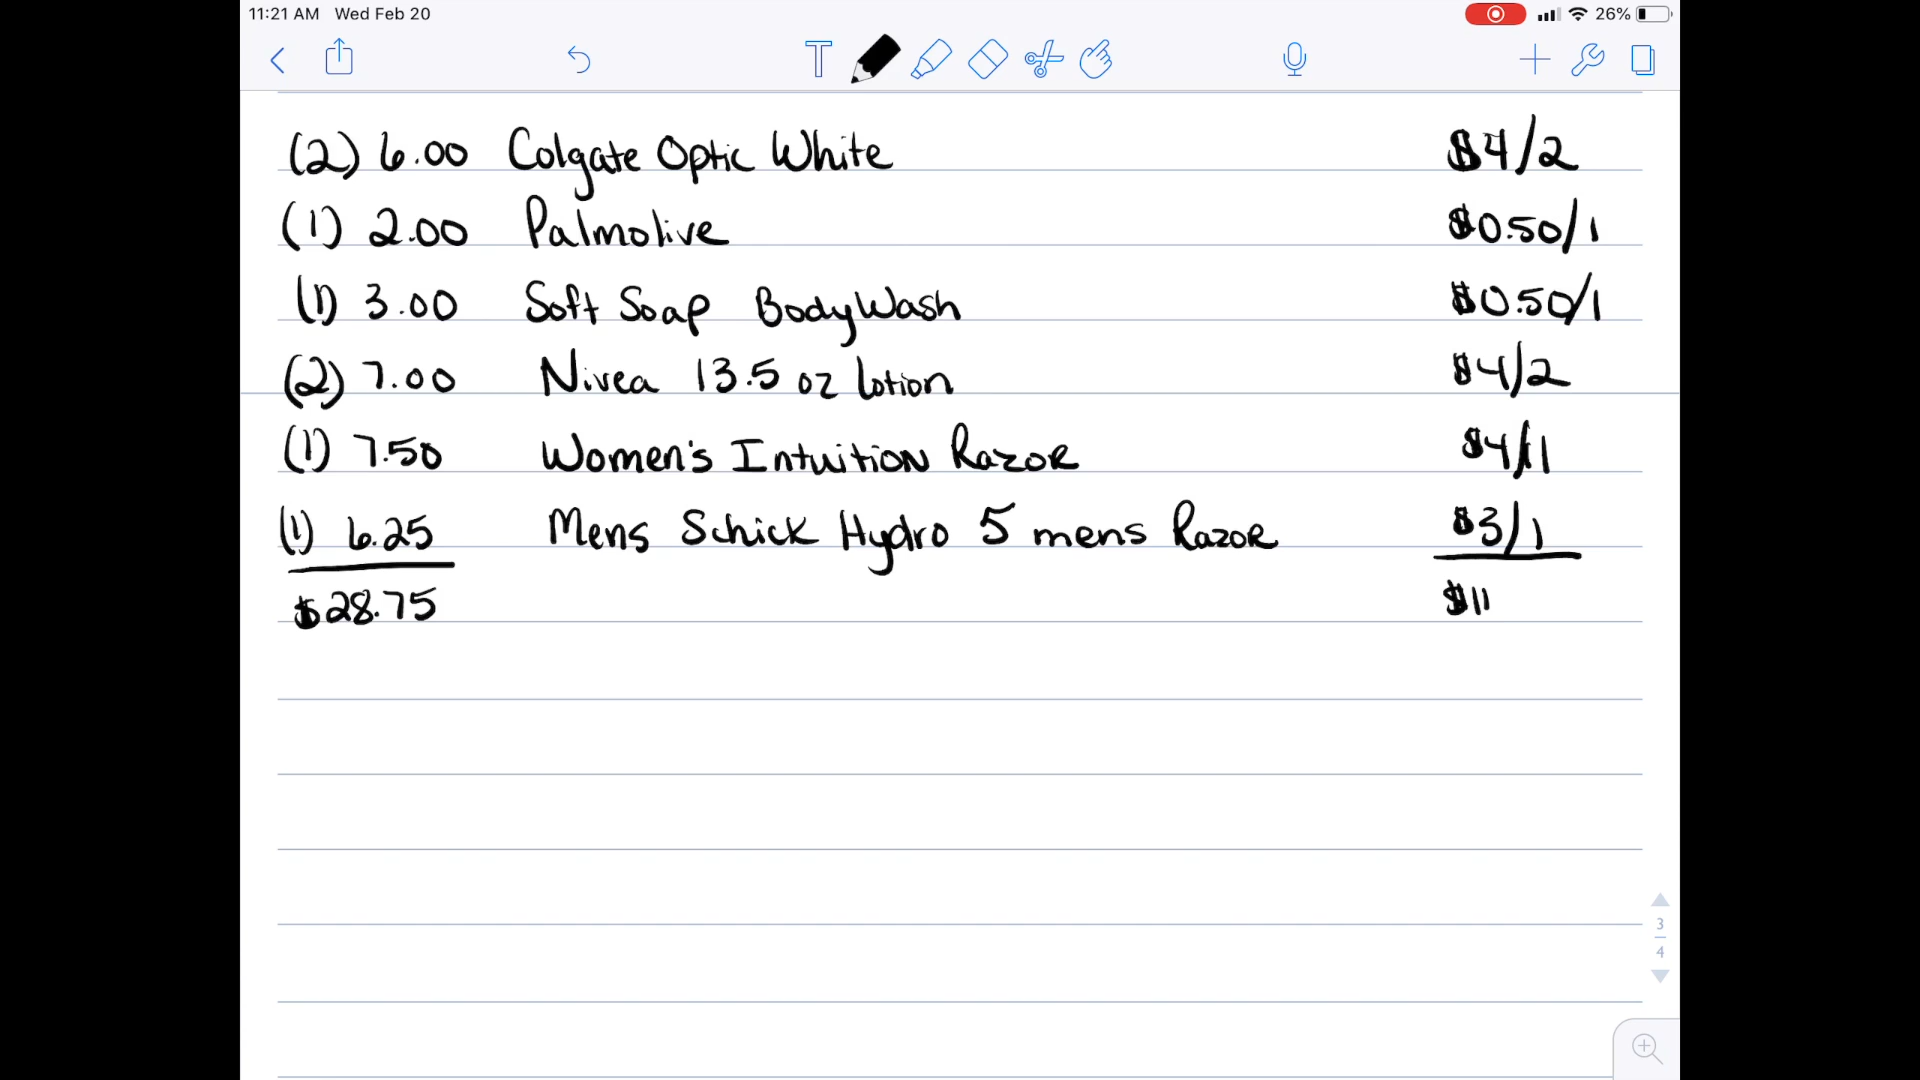 11:21 AM Wed Feb 20 26%
T
(2) 6.00 Colgate Optic White $4/2
(1) 2.00 Palmolive $0.50/1
(1) 3.00 Soft Soap Body Wash $0.50/1
(2) 7.00 Nivea 13.5 oz lotion $4/2
(1) 7.50 Women's Intuition Razor $4/1
(1) 6.25 Mens Schick Hydro 5 mens Razor $3/1
$28.75 $11
3
4